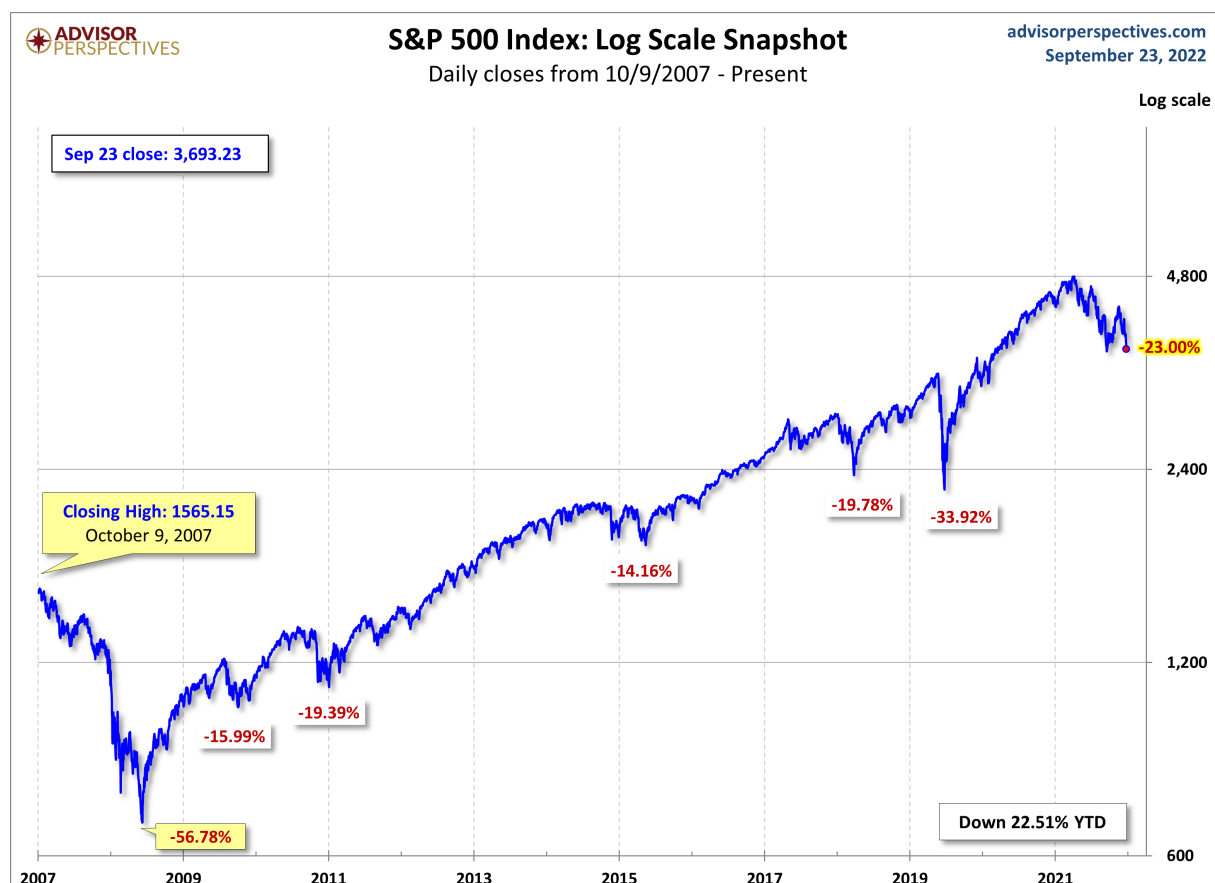 ADVISOR
PERSPECTIVES
S&P 500 Index: Log Scale Snapshot
Daily closes from 10/9/2007 - Present
advisorperspectives.com
September 23, 2022
Log scale
Sep 23 close: 3,693.23
4,800
-23.00%
2,400
Closing High: 1565.15
October 9, 2007
-19.78%
-33.92%
-14.16%
1,200
-19.39%
-15.99%
-56.78%
Down 22.51% YTD
600
2007 2009 2011 2013 2015 2017 2019 2021